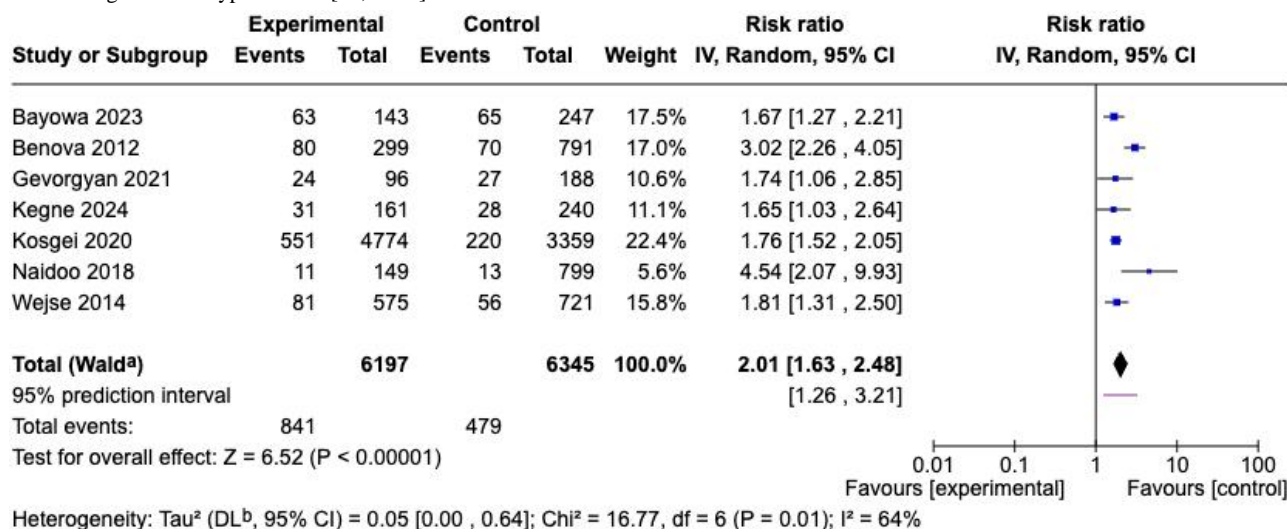 Experimental Control Risk ratio Risk ratio
Study or Subgroup Events Total Events Total Weight IV, Random, 95% CI IV, Random, 95% CI
Bayowa 2023 63 143 65 247 17.5% 1.67 [1.27 , 2.21]
Benova 2012 80 299 70 791 17.0% 3.02 [2.26 , 4.05]
Gevorgyan 2021 24 96 27 188 10.6% 1.74 [1.06 , 2.85]
Kegne 2024 31 161 28 240 11.1% 1.65 [1.03 , 2.64]
Kosgei 2020 551 4774 220 3359 22.4% 1.76 [1.52 , 2.05]
Naidoo 2018 11 149 13 799 5.6% 4.54 [2.07 , 9.93]
Wejse 2014 81 575 56 721 15.8% 1.81 [1.31 , 2.50]
Total (Waldᵃ) 6197 6345 100.0% 2.01 [1.63 , 2.48]
95% prediction interval [1.26 , 3.21]
Total events: 841 479
Test for overall effect: Z = 6.52 (P < 0.00001)
0.01 0.1 1 10 100
Favours [experimental] Favours [control]
Heterogeneity: Tau² (DLᵇ, 95% CI) = 0.05 [0.00 , 0.64]; Chi² = 16.77, df = 6 (P = 0.01); I² = 64%